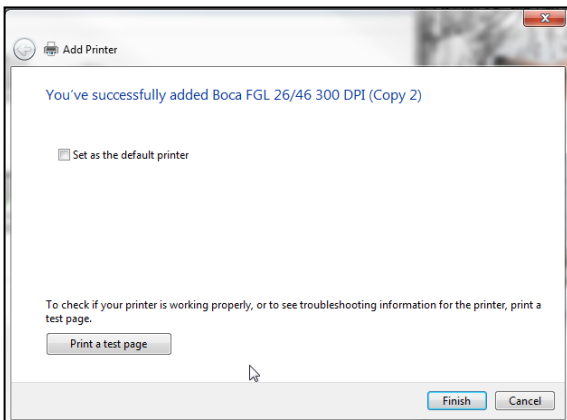 Add Printer
You've successfully added Boca FGL 26/46 300 DPI (Copy 2)
Set as the default printer
To check if your printer is working properly, or to see troubleshooting information for the printer, print a
test page.
Print a test page
Finish Cancel